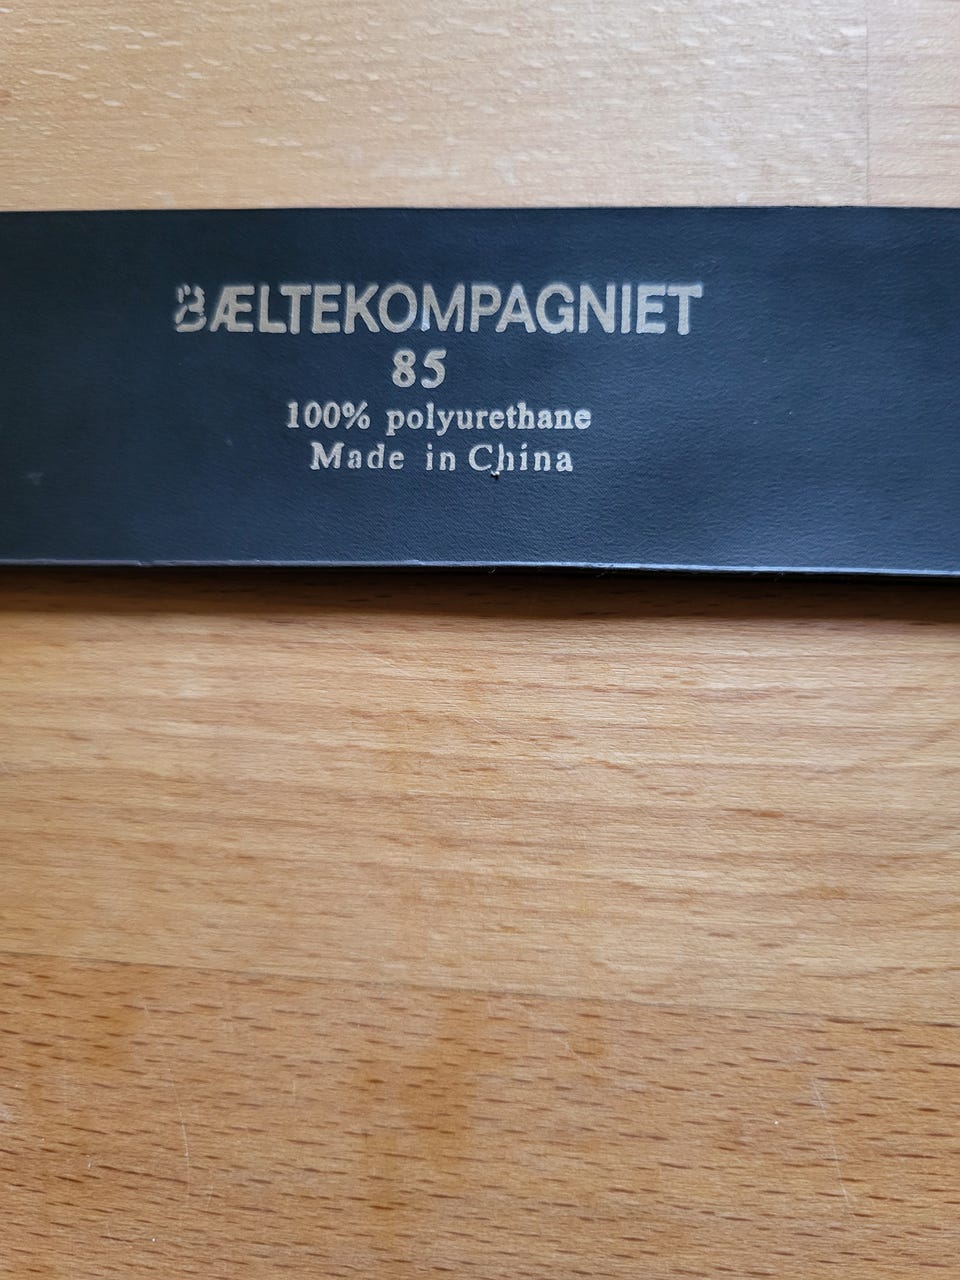 BÆLTEKOMPAGNIET
85
100% polyurethane
Made in China